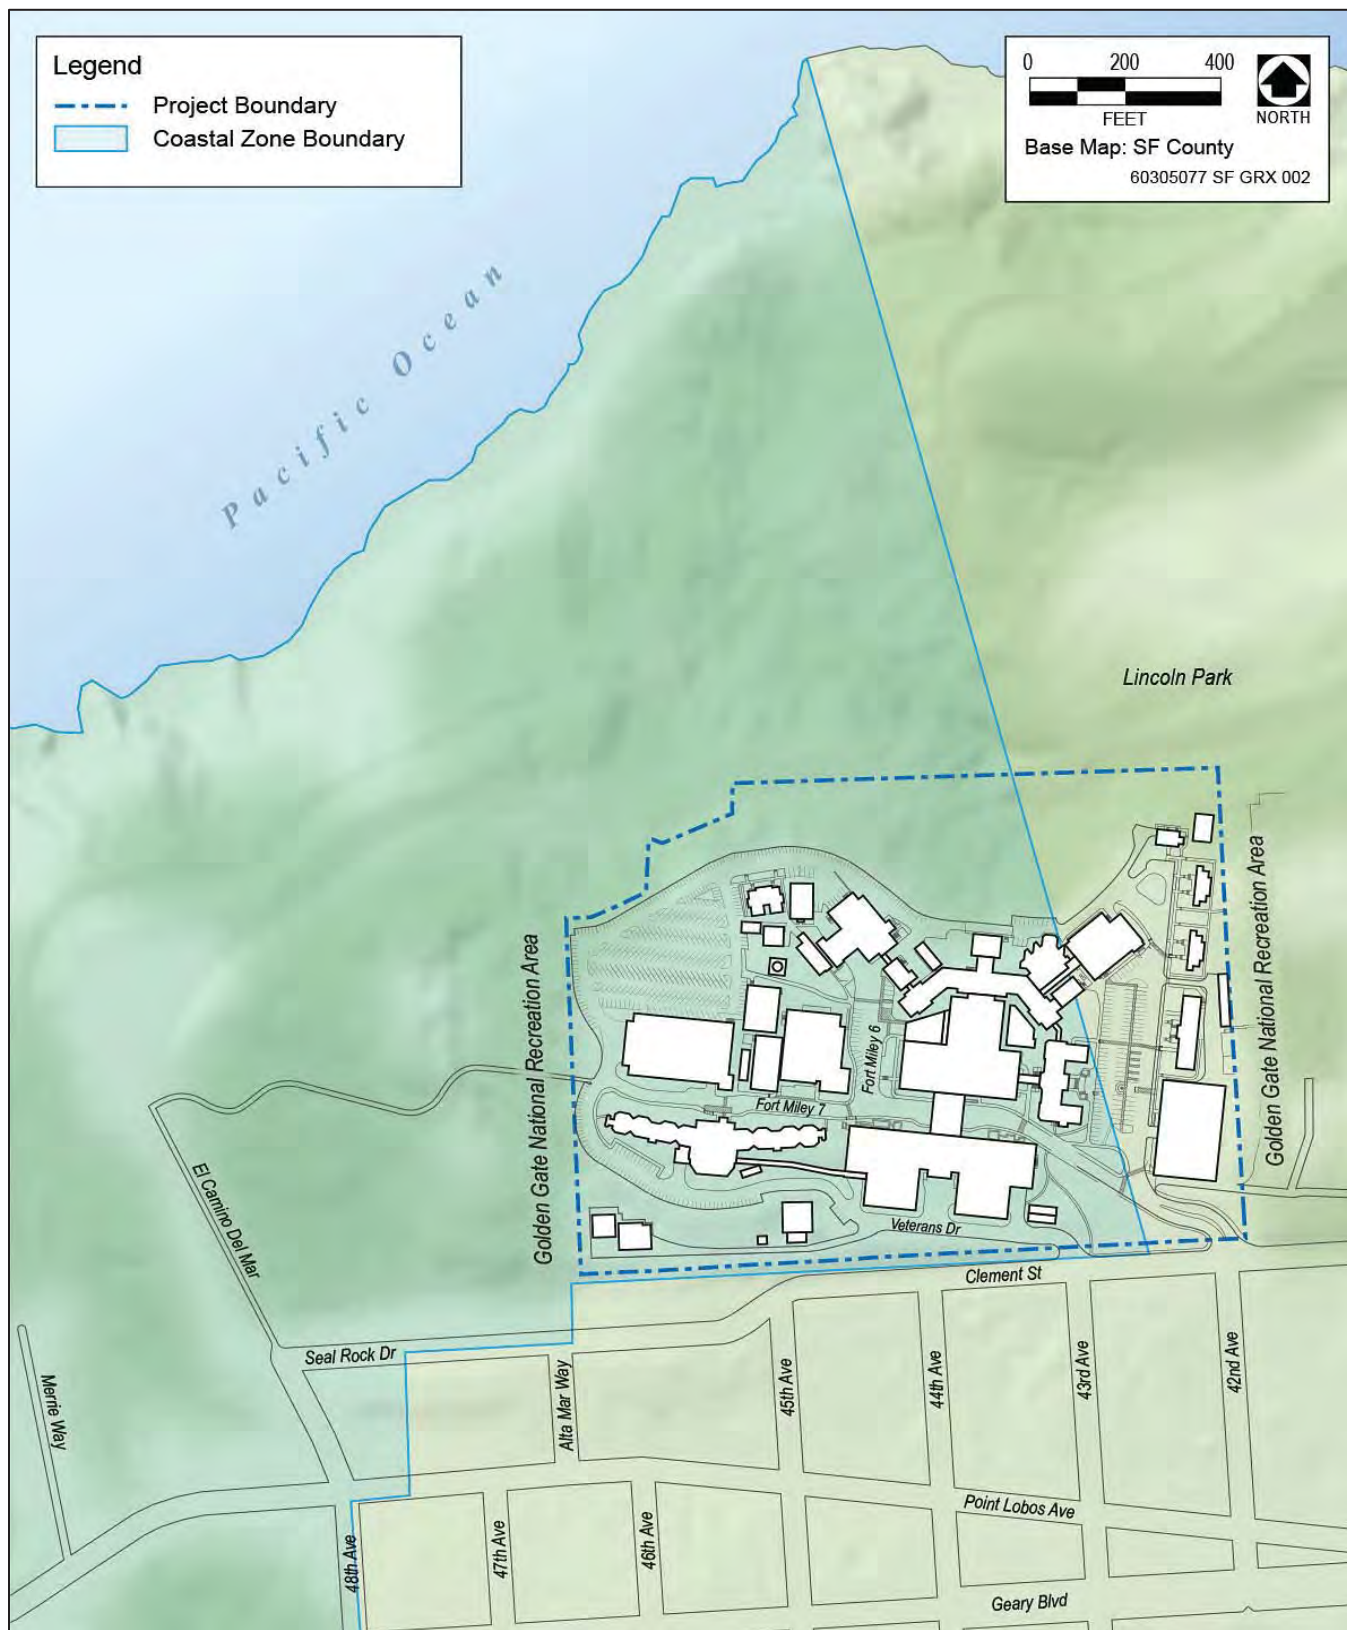 Legend
Project Boundary
Coastal Zone Boundary
0 200 400
FEET
NORTH
Base Map: SF County
60305077 SF GRX 002
Pacific Ocean
Lincoln Park
Golden Gate National Recreation Area
Golden Gate National Recreation Area
Fort Miley 6
Fort Miley 7
Veterans Dr
El Camino Del Mar
Clement St
Seal Rock Dr
Merrie Way
Alta Mar Way
45th Ave
44th Ave
43rd Ave
42nd Ave
Point Lobos Ave
48th Ave
47th Ave
46th Ave
Geary Blvd